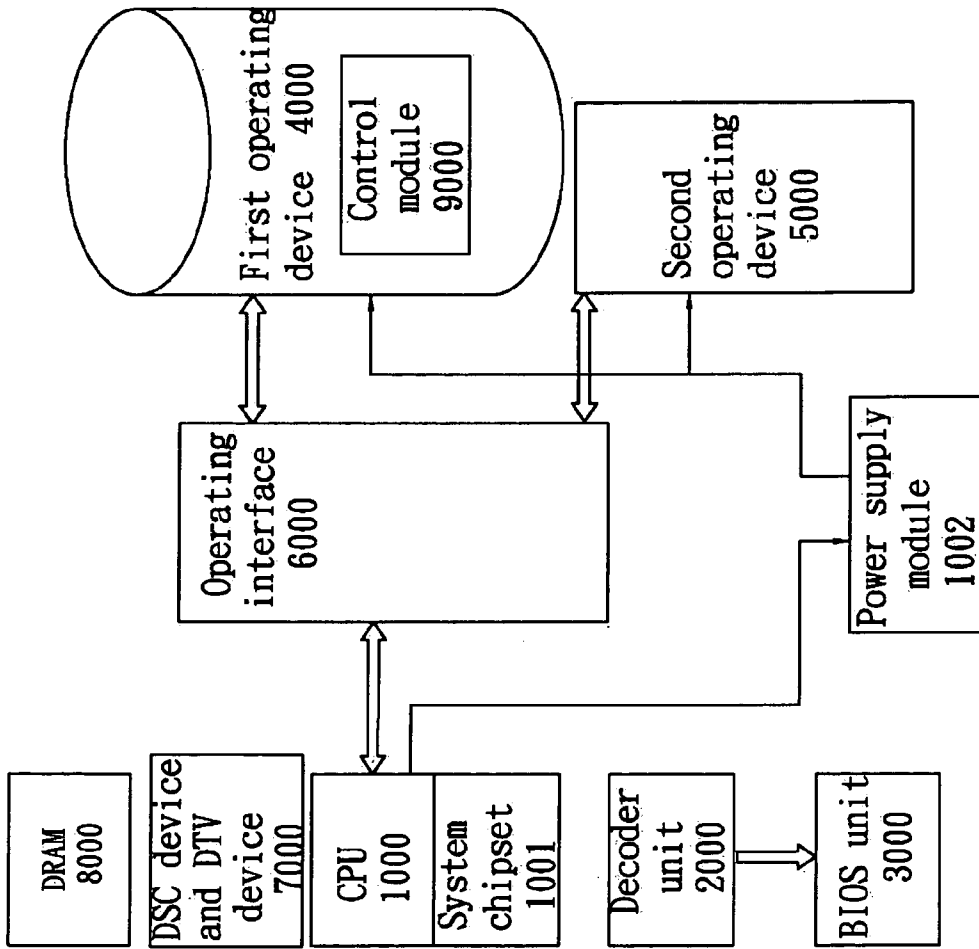 DRAM
8000
DSC device
and DTV
device
7000
CPU
1000
System
chipset
1001
Decoder
unit
2000
BIOS unit
3000
Operating
interface
6000
Power supply
module
1002
First operating
device 4000
Control
module
9000
Second
operating
device
5000